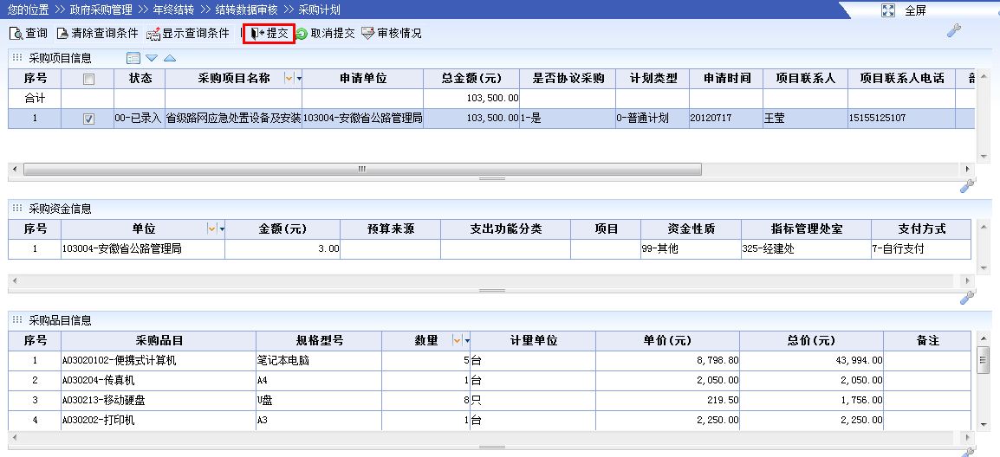 您的位置 >> 政府采购管理 >> 年终结转 >> 结转数据审核 >> 采购计划 全屏
查询 清除查询条件 显示查询条件 提交 取消提交 审核情况
采购项目信息
序号 状态 采购项目名称 申请单位 总金额(元) 是否协议采购 计划类型 申请时间 项目联系人 项目联系人电话
合计 103,500.00
1 00-已录入 省级路网应急处置设备及安装 103004-安徽省公路管理局 103,500.00 1-是 0-普通计划 20120717 王莹 15155125107
采购资金信息
序号 单位 金额(元) 预算来源 支出功能分类 项目 资金性质 指标管理处室 支付方式
1 103004-安徽省公路管理局 3.00 99-其他 325-经建处 7-自行支付
采购品目信息
序号 采购品目 规格型号 数量 计量单位 单价(元) 总价(元) 备注
1 A03020102-便携式计算机 笔记本电脑 5 台 8,798.80 43,994.00
2 A030204-传真机 A4 1 台 2,050.00 2,050.00
3 A030213-移动硬盘 U盘 8 只 219.50 1,756.00
4 A030202-打印机 A3 1 台 2,250.00 2,250.00